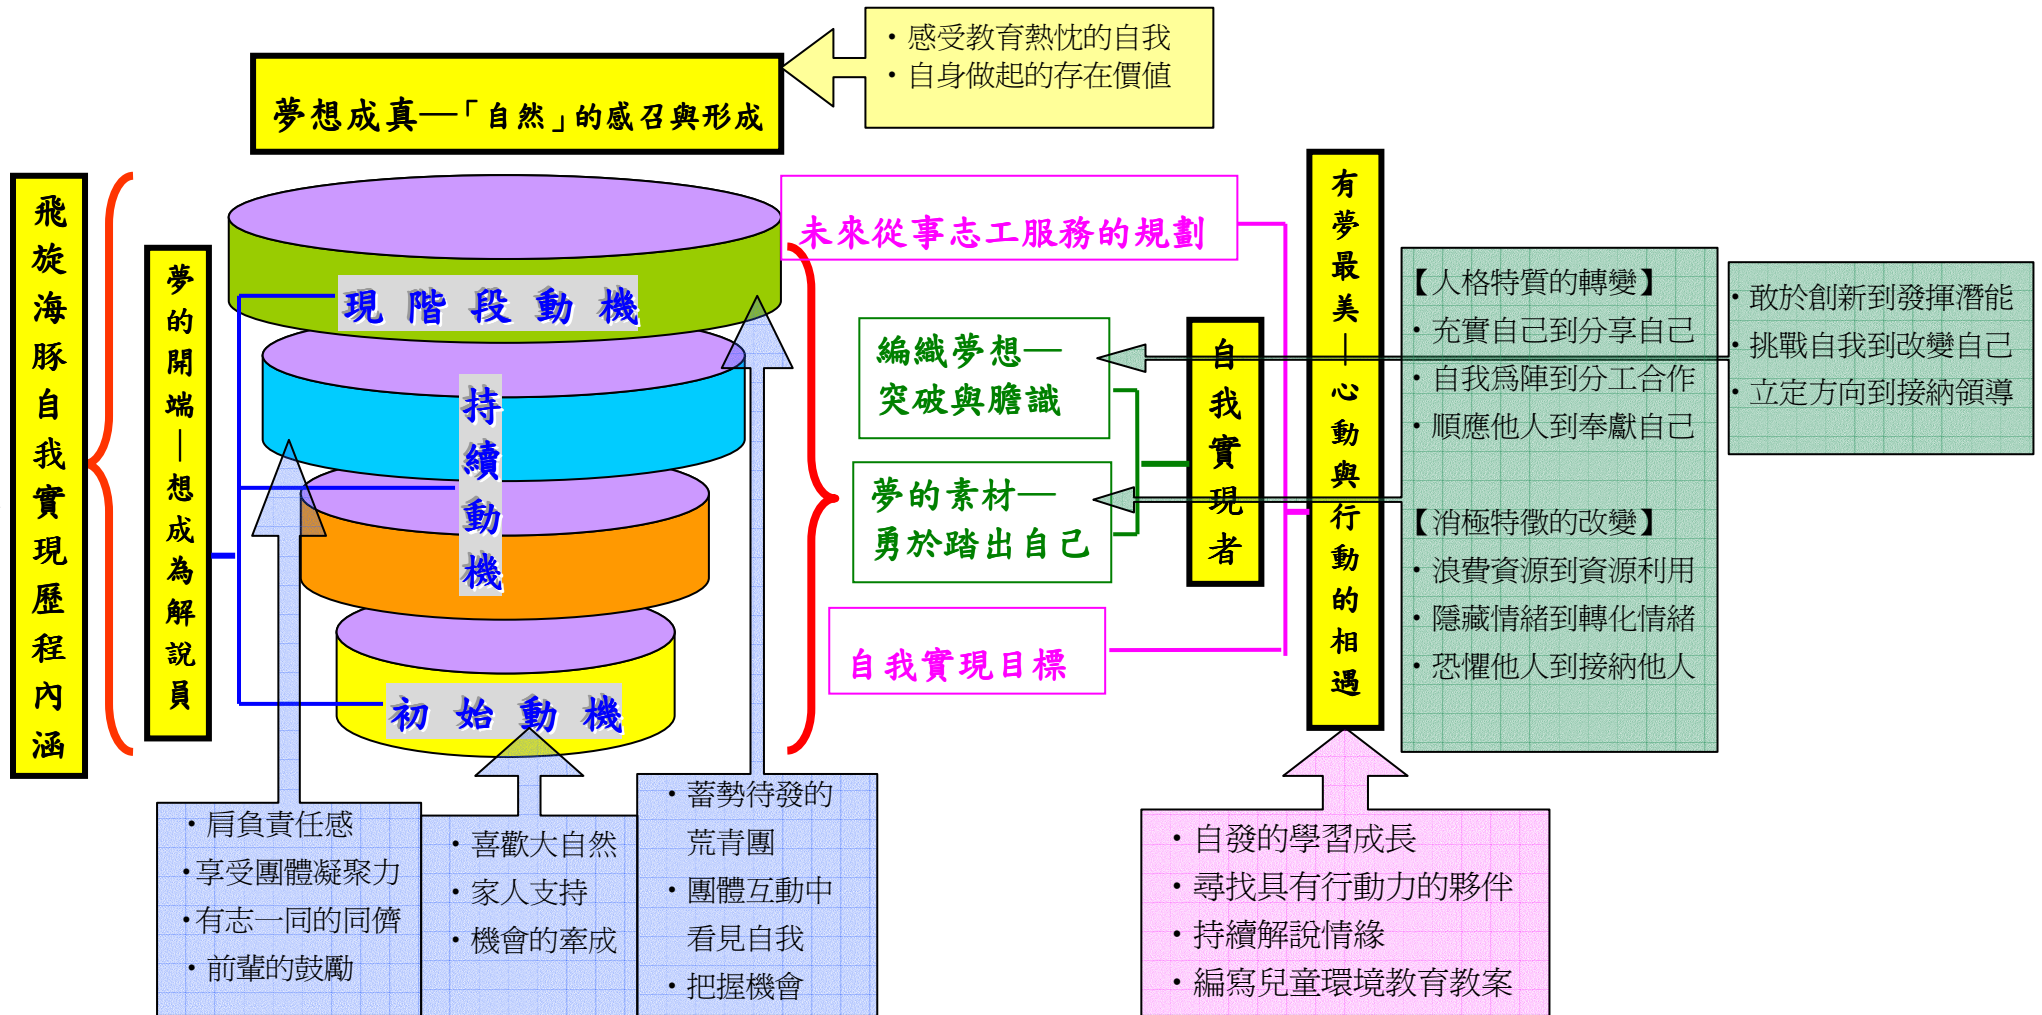 ・感受教育熱忱的自我
・自身做起的存在價值
夢想成真—「自然」的感召與形成
飛旋海豚自我實現歷程內涵
夢的開端—想成為解說員
現階段動機
持續動機
初始動機
未來從事志工服務的規劃
編織夢想—
突破與膽識
夢的素材—
勇於踏出自己
自我實現目標
自我實現者
有夢最美—心動與行動的相遇
【人格特質的轉變】
・充實自己到分享自己
・自我為陣到分工合作
・順應他人到奉獻自己
【消極特徵的改變】
・浪費資源到資源利用
・隱藏情緒到轉化情緒
・恐懼他人到接納他人
・敢於創新到發揮潛能
・挑戰自我到改變自己
・立定方向到接納領導
・肩負責任感
・享受團體凝聚力
・有志一同的同儕
・前輩的鼓勵
・喜歡大自然
・家人支持
・機會的牽成
・蓄勢待發的
荒青團
・團體互動中
看見自我
・把握機會
・自發的學習成長
・尋找具有行動力的夥伴
・持續解說情緣
・編寫兒童環境教育教案